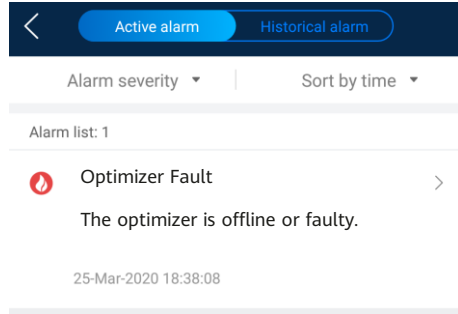 Active alarm Historical alarm
Alarm severity Sort by time
Alarm list: 1
Optimizer Fault
The optimizer is offline or faulty.
25-Mar-2020 18:38:08